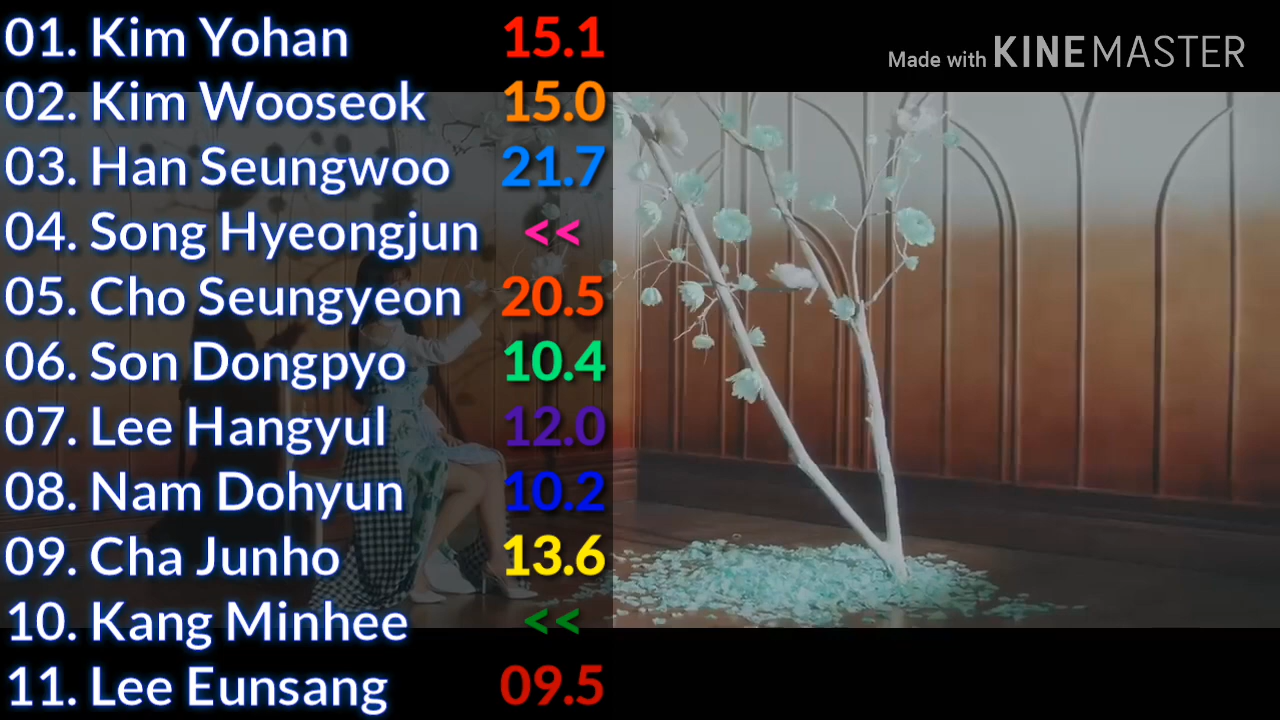 01. Kim Yohan 15.1
Made with KINEMASTER
02. Kim Wooseok 15.0
03. Han Seungwoo 21.7
04. Song Hyeongjun <<
05. Cho Seungyeon 20.5
06. Son Dongpyo 10.4
07. Lee Hangyul 12.0
08. Nam Dohyun 10.2
09. Cha Junho 13.6
10. Kang Minhee <<
11. Lee Eunsang 09.5